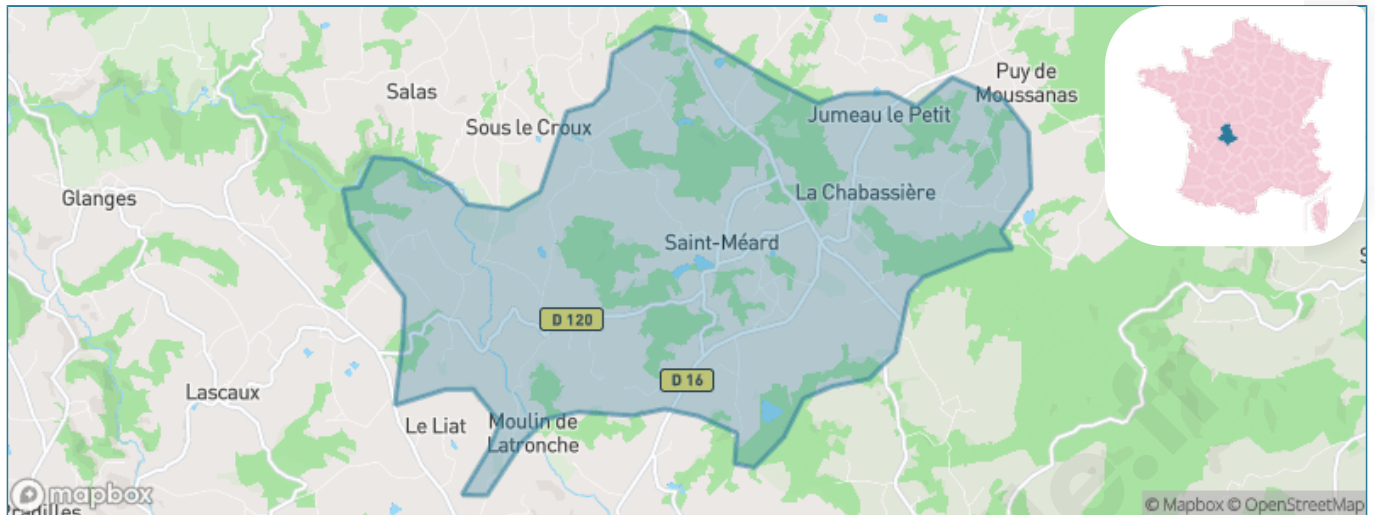 Salas
Puy de
Moussanas
Sous le Croux
Jumeau le Petit
Glanges
La Chabassière
Saint-Méard
D 120
D 16
Lascaux
Le Liat
Moulin de
Latronche
mapbox
© Mapbox © OpenStreetMap